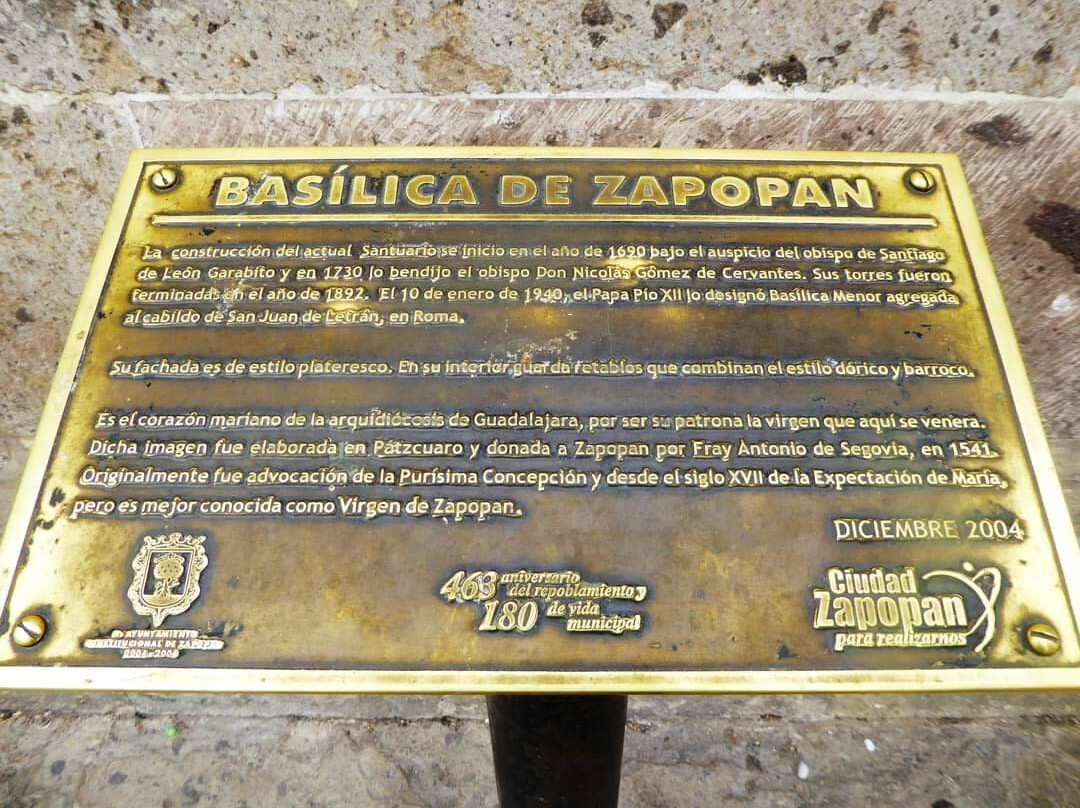 BASÍLICA DE ZAPOPAN
La construcción del actual Santuario se inicio en el año de 1690 bajo el auspicio del obispo de Santiago
de León Garabito y en 1730 lo bendijo el obispo Don Nicolás Gómez de Cervantes. Sus torres fueron
terminadas en el año de 1892. El 10 de enero de 1940, el Papa Pío XII lo designó Basílica Menor agregada
al cabildo de San Juan de Letrán, en Roma.
Su fachada es de estilo plateresco. En su interior guarda retablos que combinan el estilo dórico y barroco.
Es el corazón mariano de la arquidiócesis de Guadalajara, por ser su patrona la virgen que aquí se venera.
Dicha imagen fue elaborada en Pátzcuaro y donada a Zapopan por Fray Antonio de Segovia, en 1541.
Originalmente fue advocación de la Purísima Concepción y desde el siglo XVII de la Expectación de María,
pero es mejor conocida como Virgen de Zapopan.
DICIEMBRE 2004
AYUNTAMIENTO
DE ZAPOPAN
463 aniversario
del repoblamiento y
180 de vida
municipal
Ciudad
Zapopan
para realizarnos